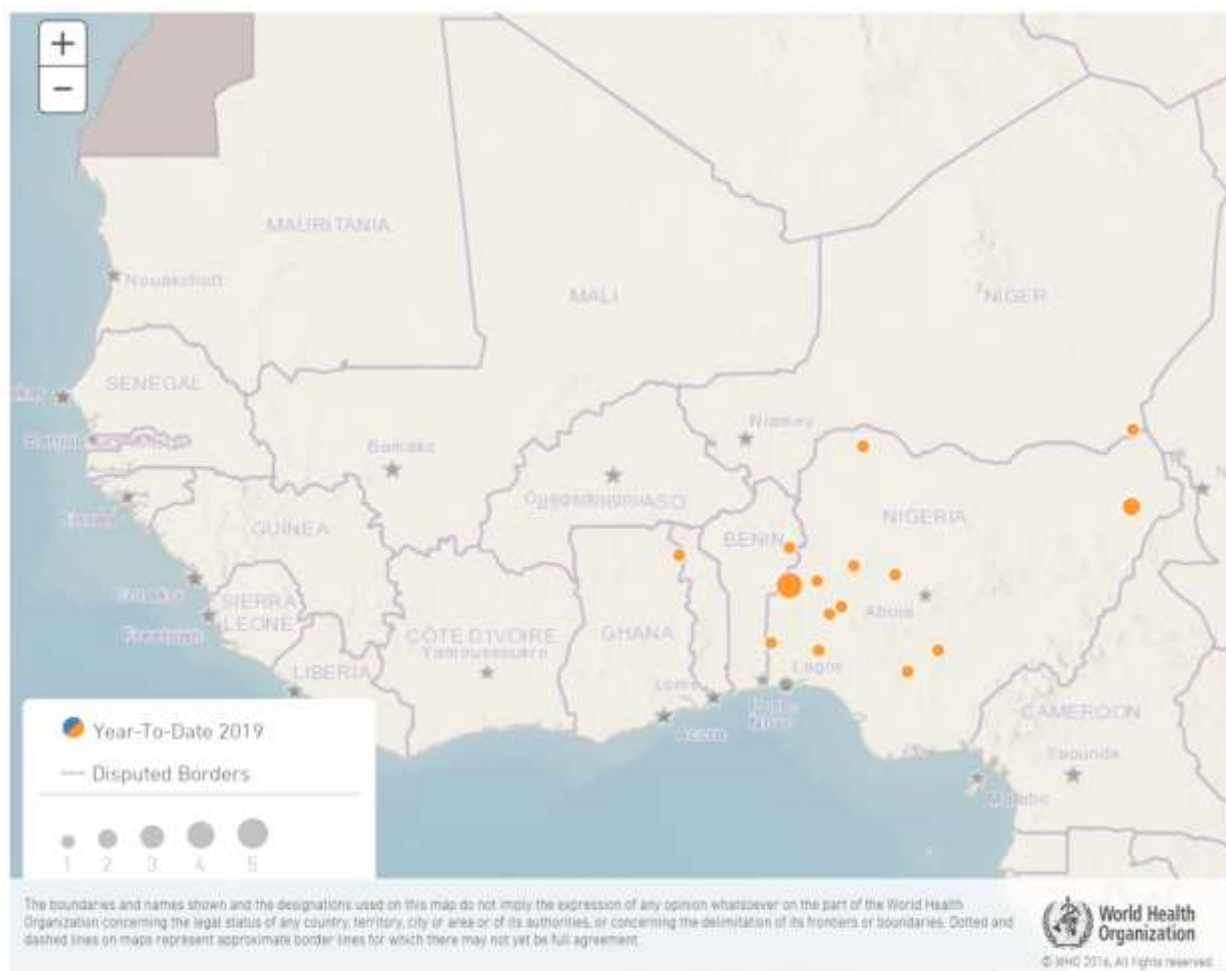 +
−
MAURITANIA
Nouakchott
MALI
NIGER
SENEGAL
Niamey
Bamako
NIGERIA
GUINEA
BENIN
SIERRA
LEONE
Freetown
Abuja
CÔTE D'IVOIRE
Yamoussoukro
GHANA
LIBERIA
Lagos
Lome
Accra
CAMEROON
Yaounde
Malabo
Year-To-Date 2019
Disputed Borders
1 2 3 4 5
The boundaries and names shown and the designations used on this map do not imply the expression of any opinion whatsoever on the part of the World Health
Organization concerning the legal status of any country, territory, city or area or of its authorities, or concerning the delimitation of its frontiers or boundaries. Dotted and
dashed lines on maps represent approximate border lines for which there may not yet be full agreement.
World Health
Organization
© WHO 2016, All rights reserved.